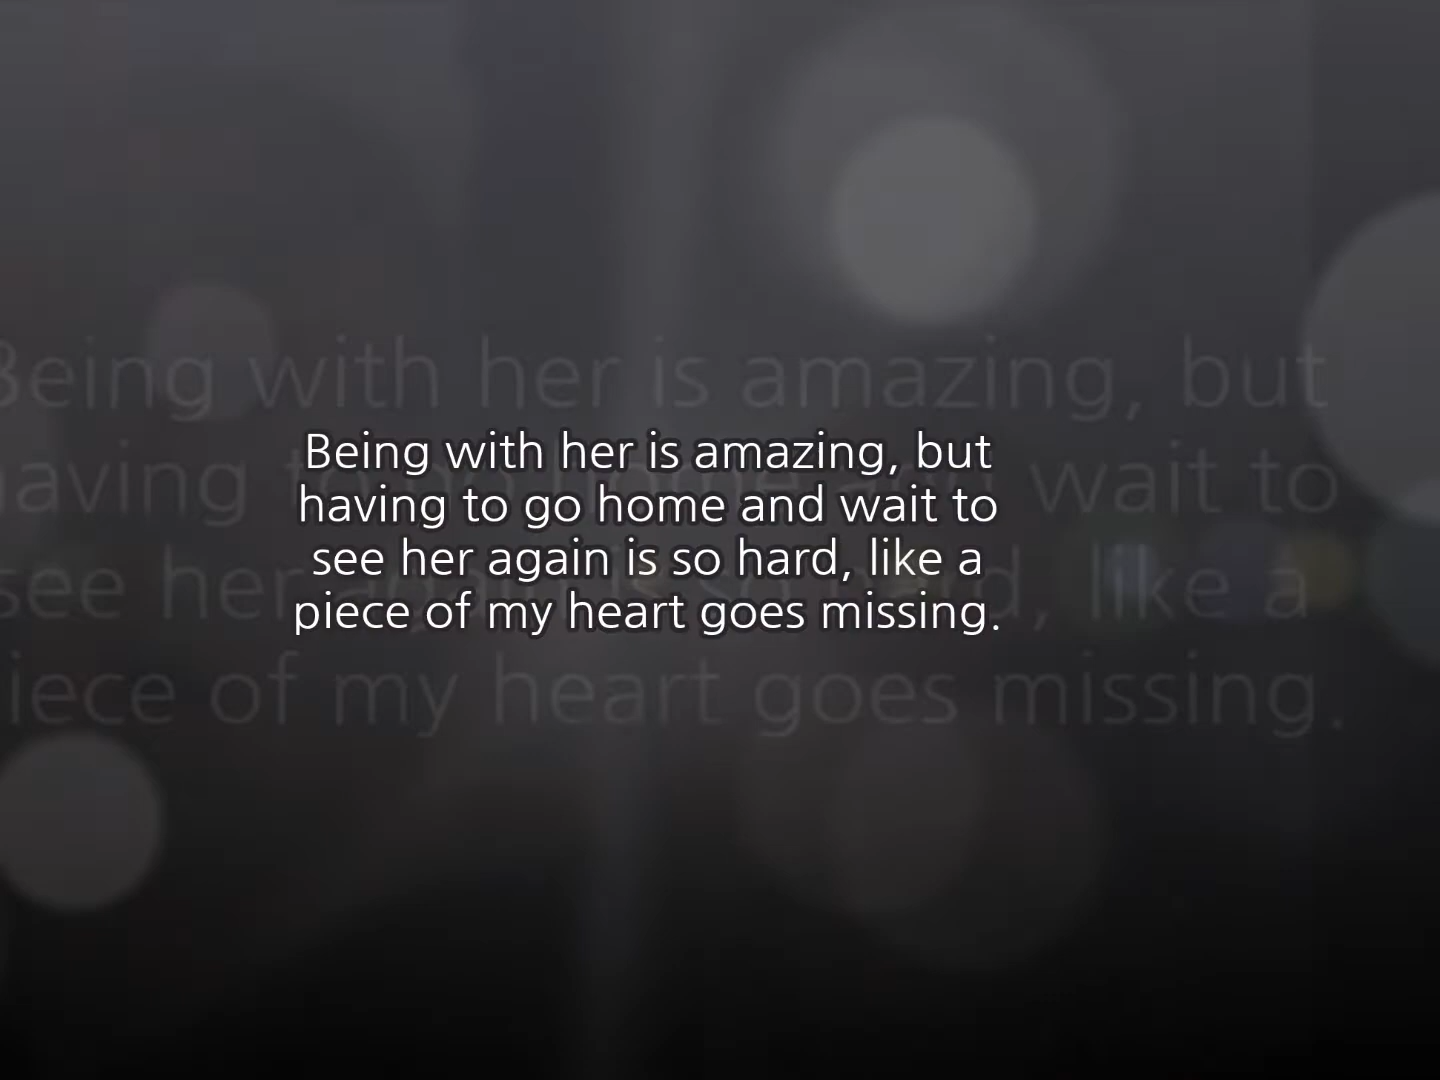 Being with her is amazing, but
having to go home and wait to
see her again is so hard, like a
piece of my heart goes missing.